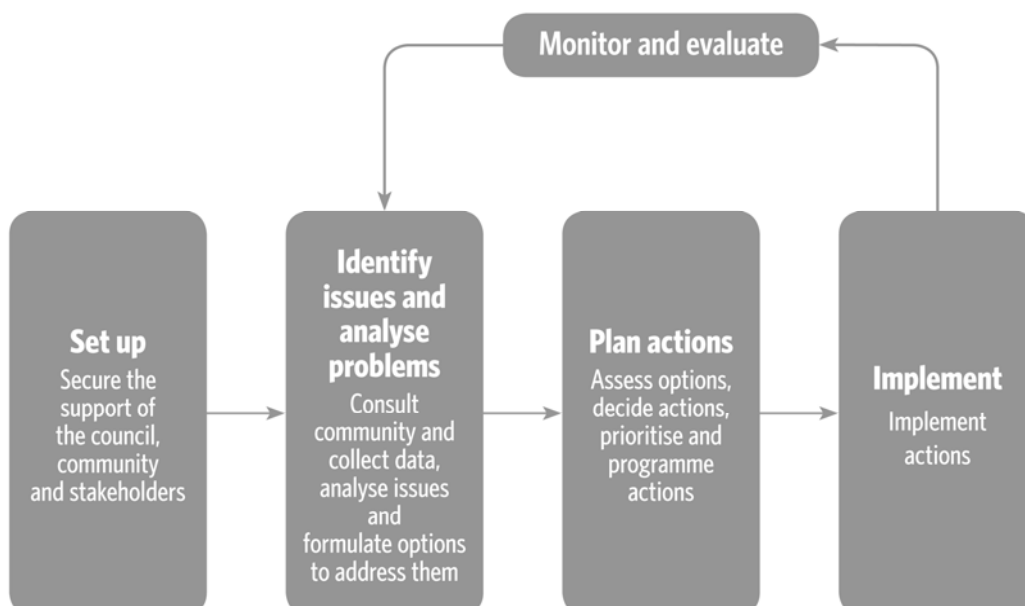 Monitor and evaluate
Set up
Secure the
support of
the council,
community
and stakeholders
Identify
issues and
analyse
problems
Consult
community and
collect data,
analyse issues
and
formulate options
to address them
Plan actions
Assess options,
decide actions,
prioritise and
programme
actions
Implement
Implement
actions